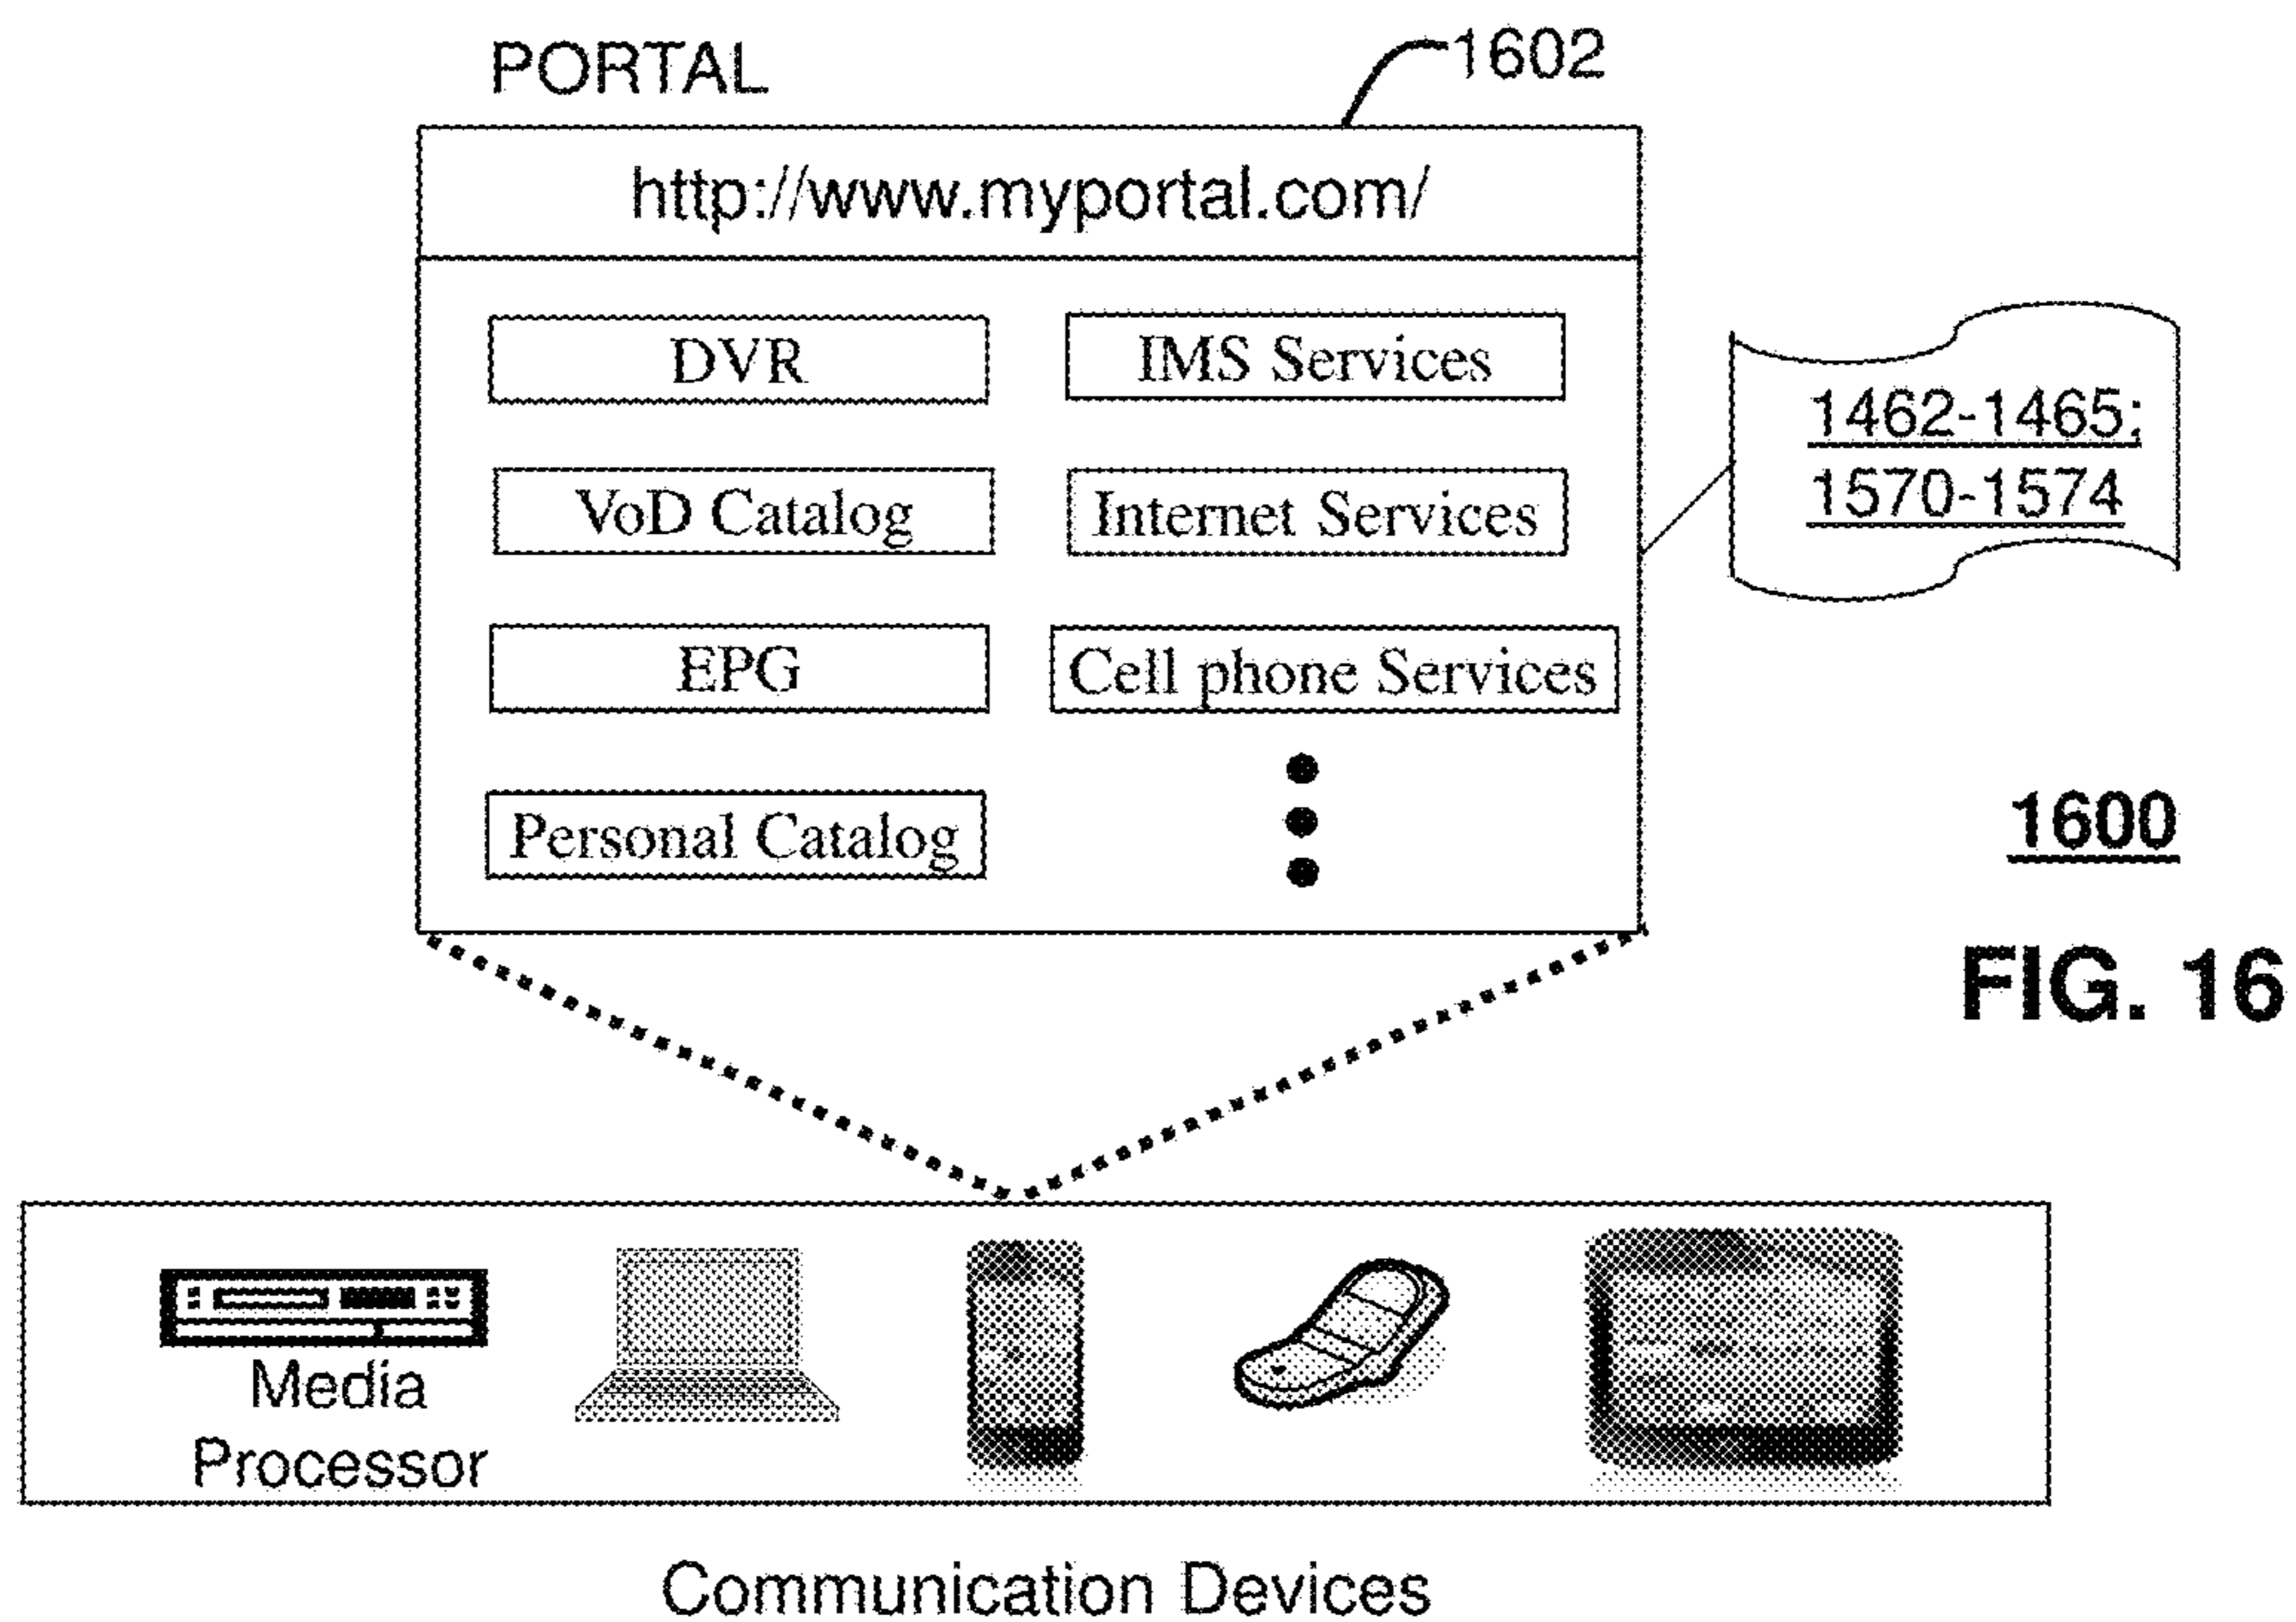 PORTAL
1602
http://www.myportal.com/
DVR
IMS Services
VoD Catalog
Internet Services
EPG
Cell phone Services
Personal Catalog
1462-1465;
1570-1574
1600
FIG. 16
Media
Processor
Communication Devices